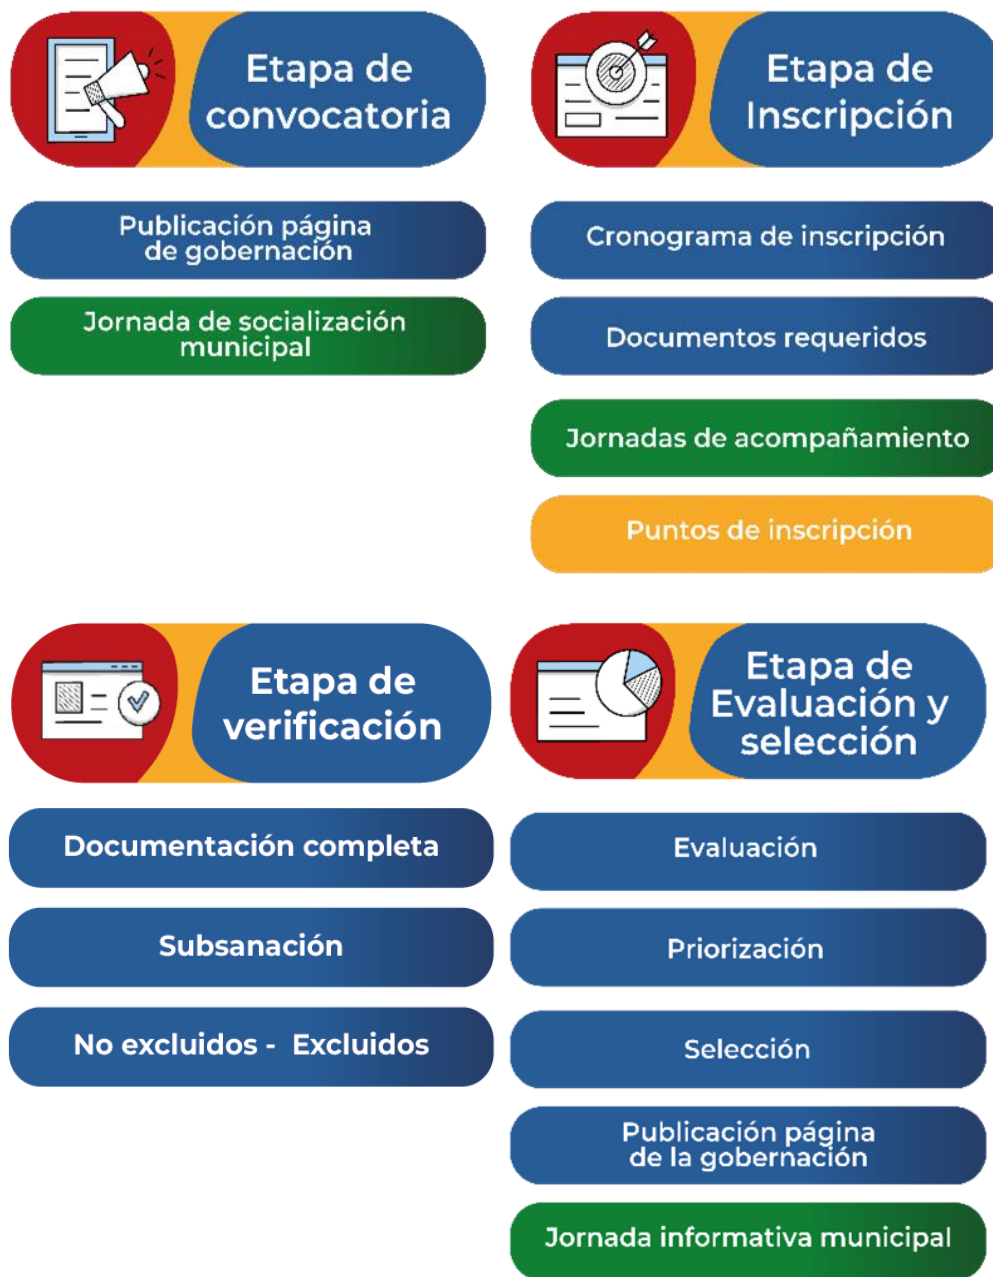 Etapa de
convocatoria
Publicación página
de gobernación
Jornada de socialización
municipal
Etapa de
Inscripción
Cronograma de inscripción
Documentos requeridos
Jornadas de acompañamiento
Puntos de inscripción
Etapa de
verificación
Documentación completa
Subsanación
No excluidos - Excluidos
Etapa de
Evaluación y
selección
Evaluación
Priorización
Selección
Publicación página
de la gobernación
Jornada informativa municipal